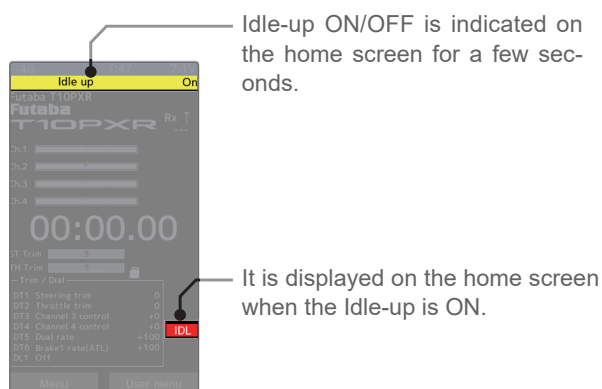 Idle-up ON/OFF is indicated on
the home screen for a few sec-
onds.
7:47
Idle up On
Futaba T10PXR
Futaba
T10PXR
Rx
---
Ch.1
Ch.2
Ch.3
Ch.4
00:00.00
ST Trim 5
TH Trim 5
Trim / Dial
DT1 Steering trim 0
DT2 Throttle trim 0
DT3 Channel 3 control +0
DT4 Channel 4 control +0
DT5 Dual rate +100
DT6 Brake1 rate(ATL) +100
DL1 Off
IDL
It is displayed on the home screen
when the Idle-up is ON.
Menu User menu